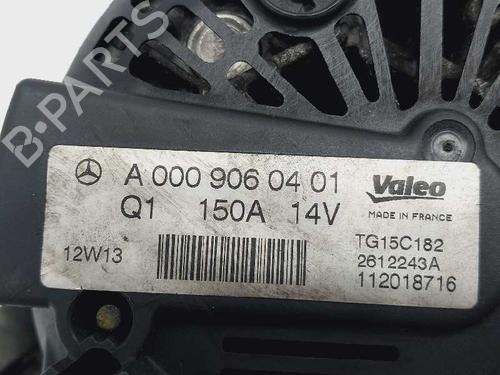 B-PARTS
A 000 906 04 01
Valeo
Q1 150A 14V
MADE IN FRANCE
12W13
TG15C182
2612243A
112018716